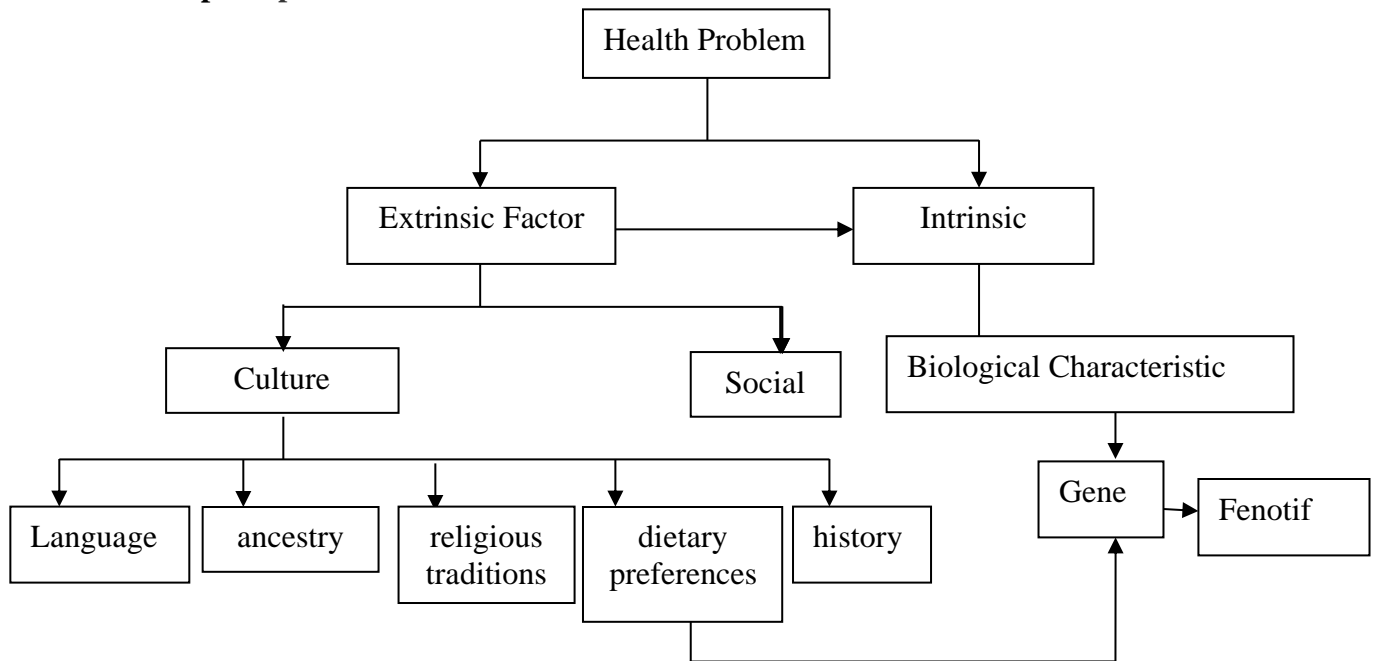 Health Problem
Extrinsic Factor
Intrinsic
Culture
Social
Biological Characteristic
Gene
Fenotif
Language
ancestry
religious
traditions
dietary
preferences
history